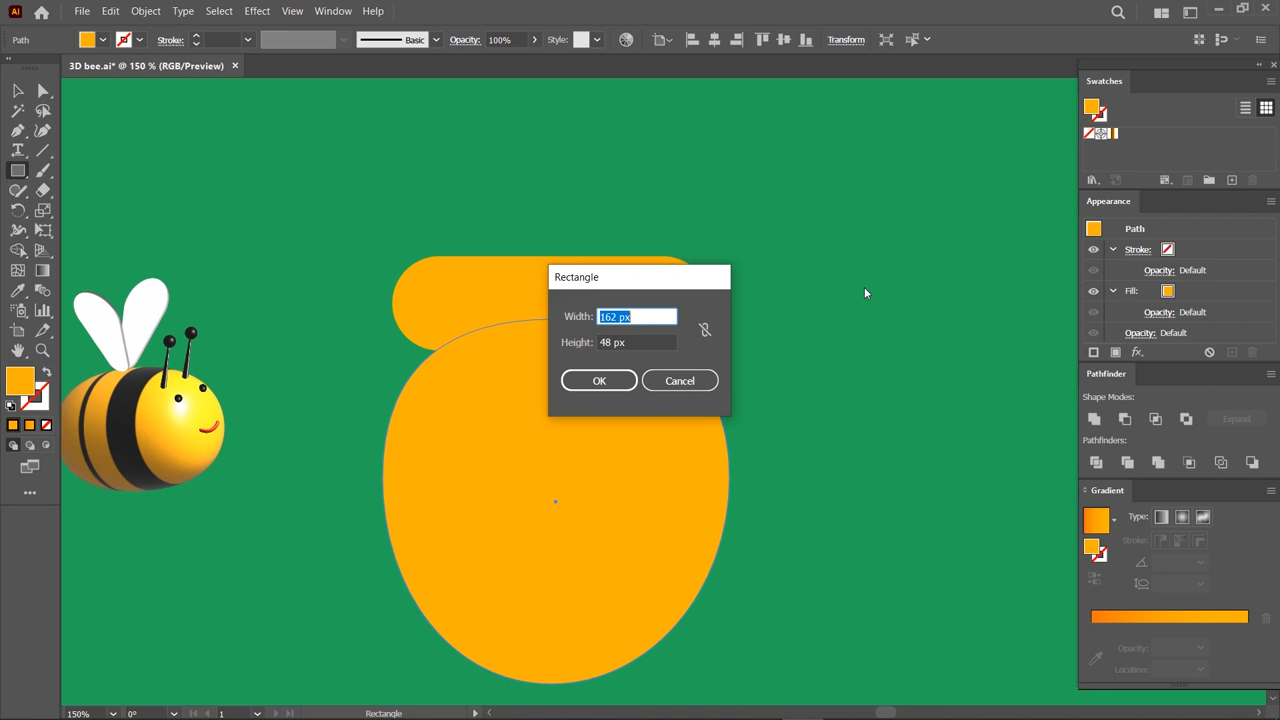 Ai File Edit Object Type Select Effect View Window Help
Path Stroke: Basic Opacity: 100% Style: Transform
3D bee.ai* @ 150 % (RGB/Preview) ×
Swatches
Appearance
Path
Stroke:
Opacity: Default
Fill:
Opacity: Default
Opacity: Default
fx.
Pathfinder
Shape Modes:
Expand
Pathfinders:
Gradient
Type:
Stroke:
Opacity:
Location:
Rectangle
Width: 162 px
Height: 48 px
OK Cancel
150% 0° 1 Rectangle